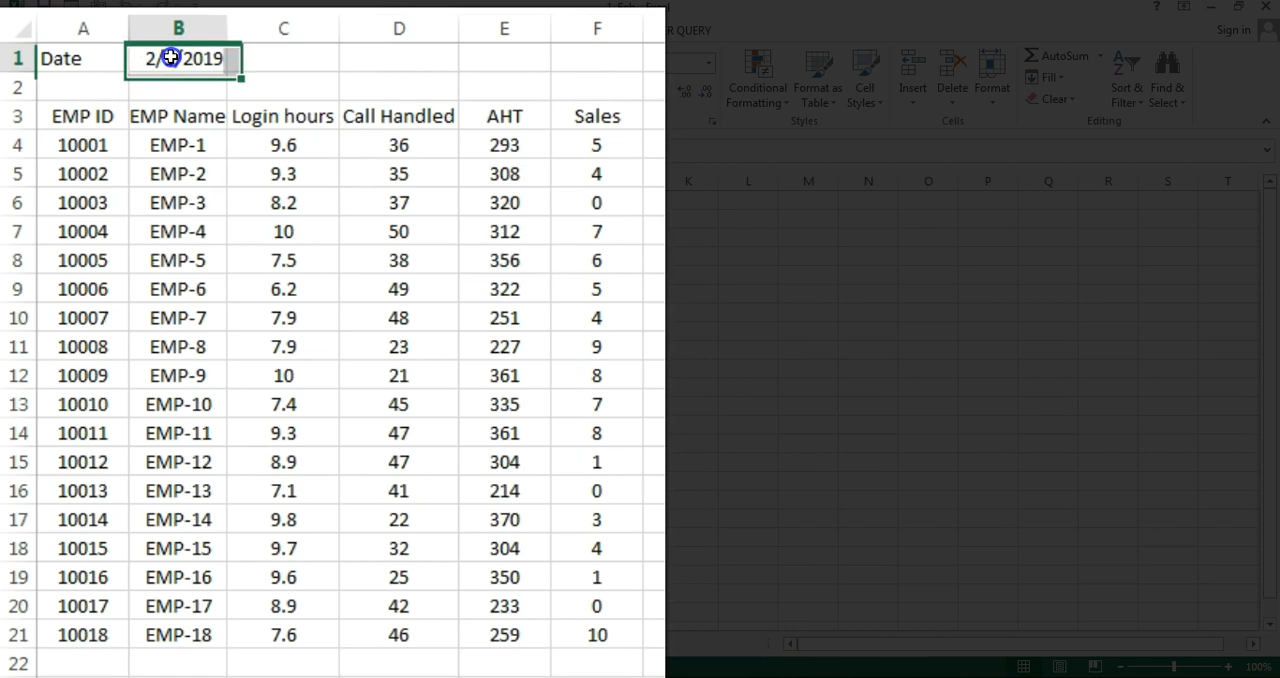 A B C D E F
1 Date
2
3 EMP ID EMP Name Login hours Call Handled AHT Sales
4 10001 EMP-1 9.6 36 293 5
5 10002 EMP-2 9.3 35 308 4
6 10003 EMP-3 8.2 37 320 0
7 10004 EMP-4 10 50 312 7
8 10005 EMP-5 7.5 38 356 6
9 10006 EMP-6 6.2 49 322 5
10 10007 EMP-7 7.9 48 251 4
11 10008 EMP-8 7.9 23 227 9
12 10009 EMP-9 10 21 361 8
13 10010 EMP-10 7.4 45 335 7
14 10011 EMP-11 9.3 47 361 8
15 10012 EMP-12 8.9 47 304 1
16 10013 EMP-13 7.1 41 214 0
17 10014 EMP-14 9.8 22 370 3
18 10015 EMP-15 9.7 32 304 4
19 10016 EMP-16 9.6 25 350 1
20 10017 EMP-17 8.9 42 233 0
21 10018 EMP-18 7.6 46 259 10
22
QUERY
Sign in
Conditional Formatting
Format as Table
Cell Styles
Insert
Delete
Format
AutoSum
Fill
Clear
Sort & Filter
Find & Select
Styles Cells Editing
K L M N O P Q R S T
100%